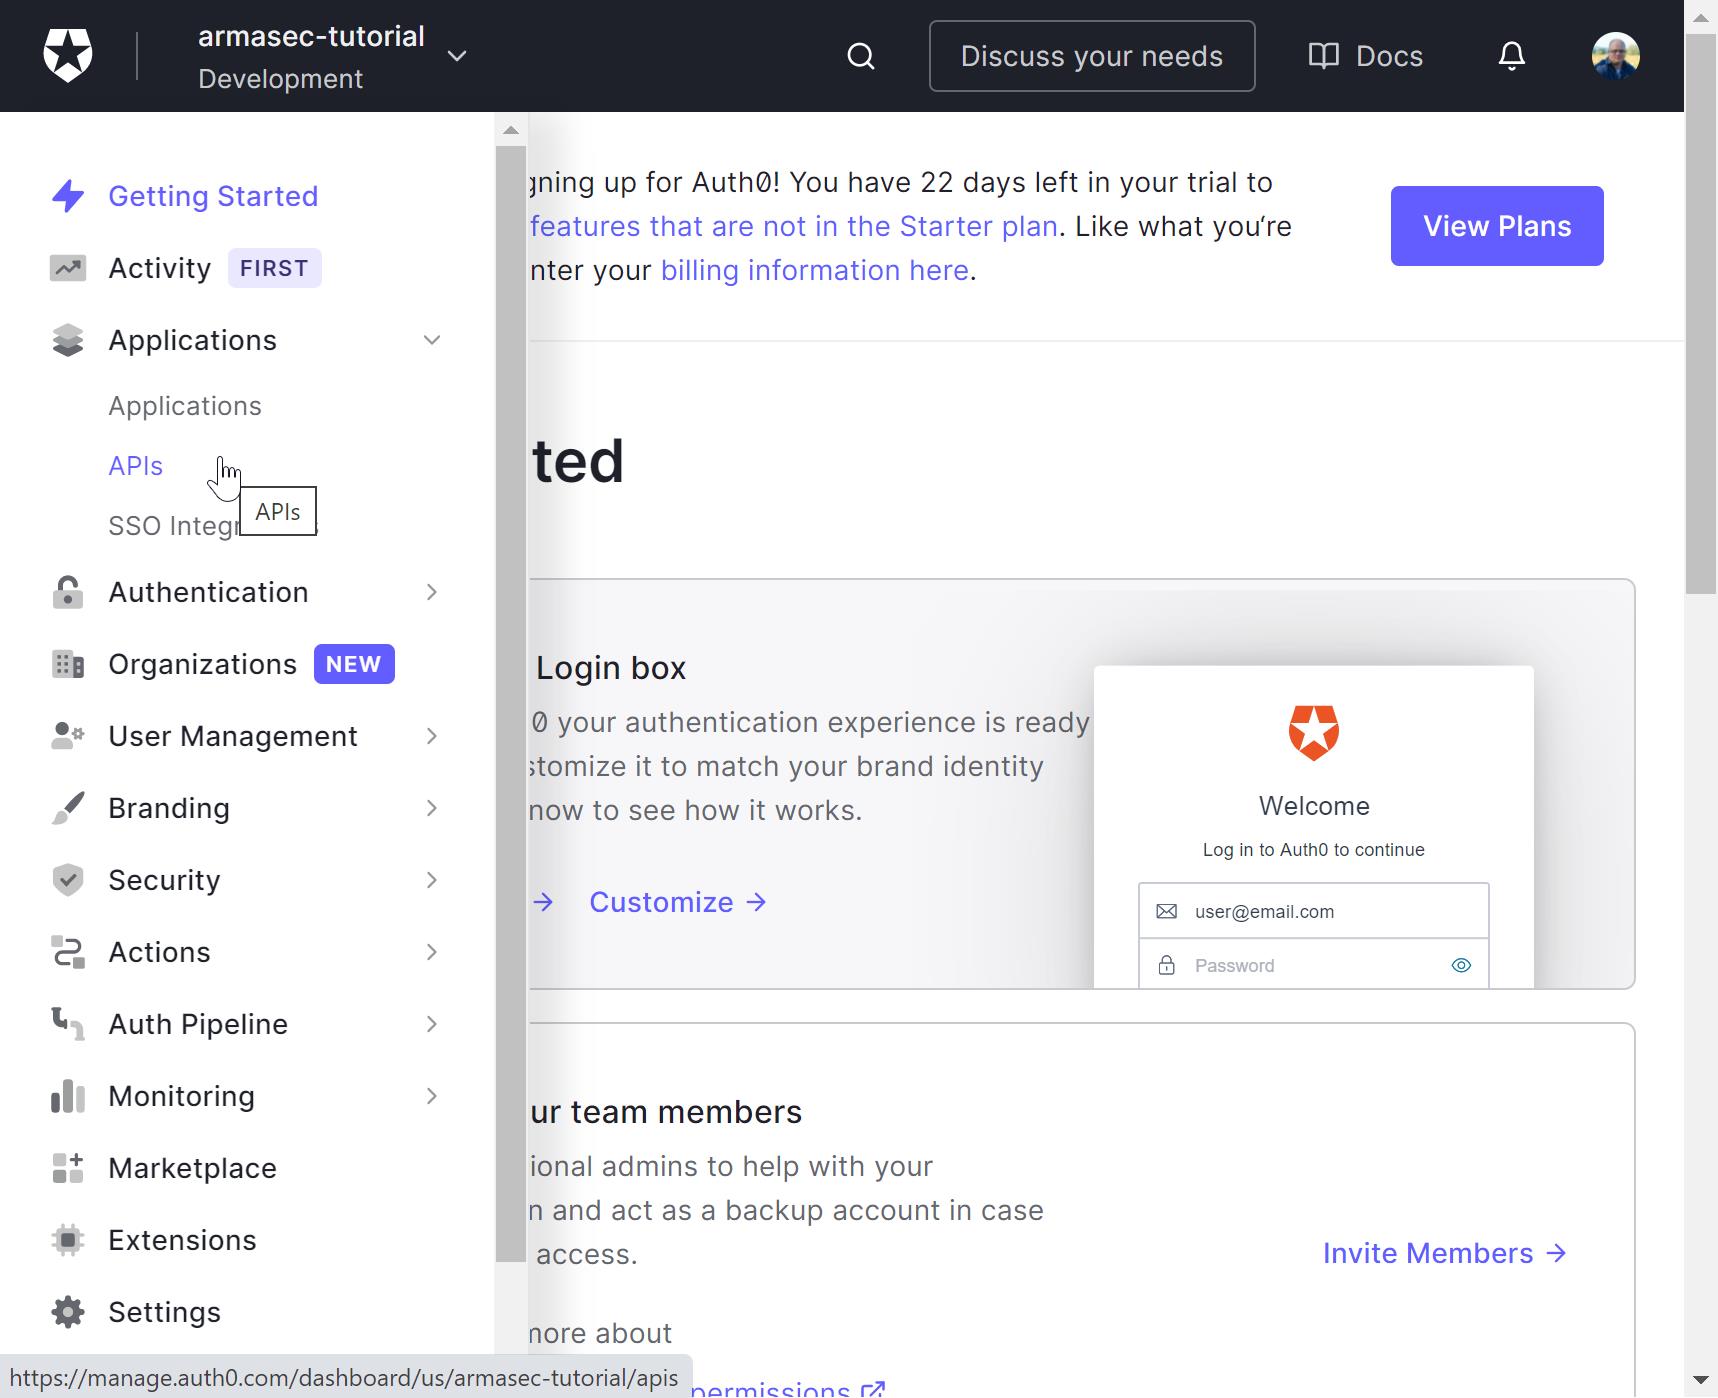 armasec-tutorial
Development
Discuss your needs
Docs
Getting Started
Activity FIRST
Applications
Applications
APIs
APIs
SSO
Authentication
Organizations NEW
User Management
Branding
Security
Actions
Auth Pipeline
Monitoring
Marketplace
Extensions
Settings
https://manage.auth0.com/dashboard/us/armasec-tutorial/apis
gning up for Auth0! You have 22 days left in your trial to
features that are not in the Starter plan. Like what you're
nter your billing information here.
View Plans
ted
Login box
0 your authentication experience is ready
stomize it to match your brand identity
now to see how it works.
Customize
Welcome
Log in to Auth0 to continue
user@email.com
Password
ur team members
ional admins to help with your
n and act as a backup account in case
access.
Invite Members
more about
permissions